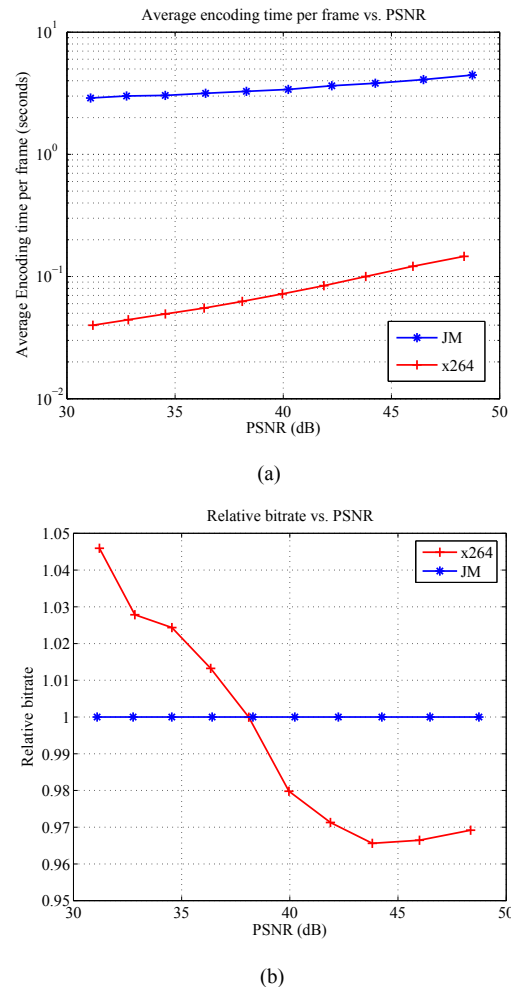 Average encoding time per frame vs. PSNR
10^1
10^0
10^-1
10^-2
Average Encoding time per frame (seconds)
JM
x264
30 35 40 45 50
PSNR (dB)
(a)
Relative bitrate vs. PSNR
1.05
1.04
1.03
1.02
1.01
1
0.99
0.98
0.97
0.96
0.95
Relative bitrate
x264
JM
30 35 40 45 50
PSNR (dB)
(b)